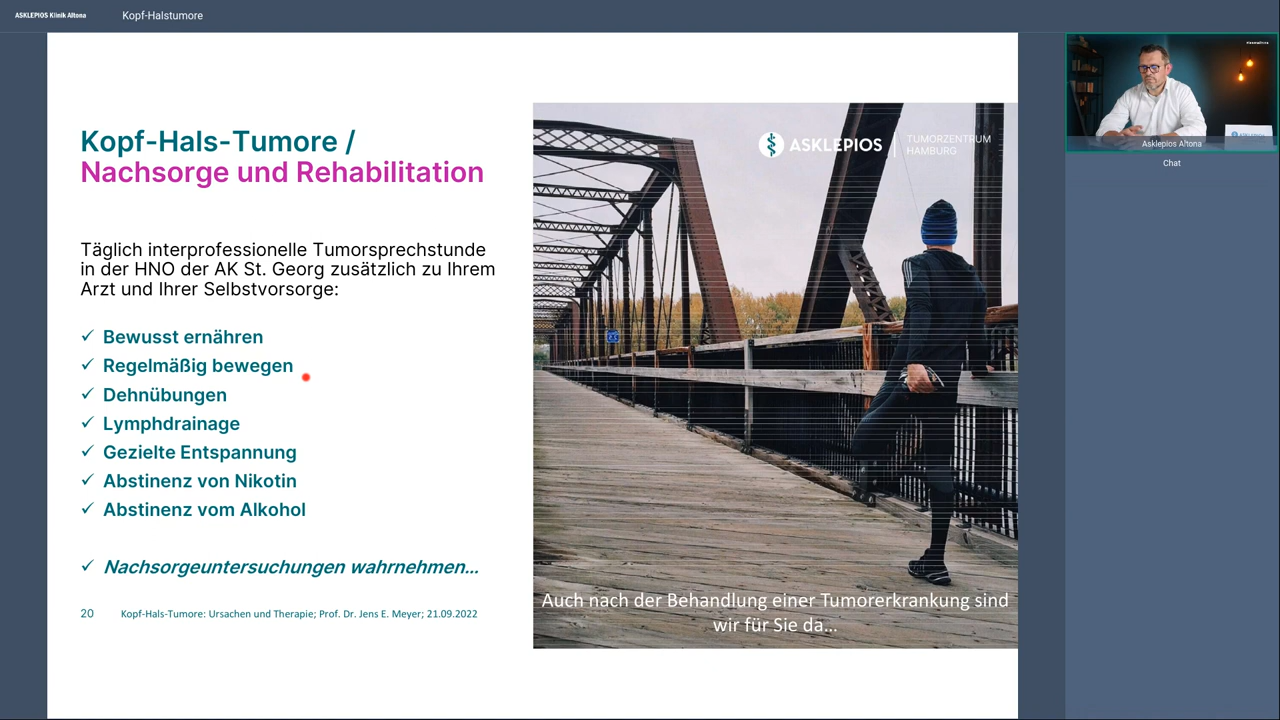 ASKLEPIOS Klinik Altona
Kopf-Halstumore
Kopf-Hals-Tumore /
Nachsorge und Rehabilitation
Täglich interprofessionelle Tumorsprechstunde
in der HNO der AK St. Georg zusätzlich zu Ihrem
Arzt und Ihrer Selbstvorsorge:
✓ Bewusst ernähren
✓ Regelmäßig bewegen
✓ Dehnübungen
✓ Lymphdrainage
✓ Gezielte Entspannung
✓ Abstinenz von Nikotin
✓ Abstinenz vom Alkohol
✓ Nachsorgeuntersuchungen wahrnehmen...
20 Kopf-Hals-Tumore: Ursachen und Therapie; Prof. Dr. Jens E. Meyer; 21.09.2022
ASKLEPIOS
TUMORZENTRUM
HAMBURG
Auch nach der Behandlung einer Tumorerkrankung sind
wir für Sie da...
Asklepios Altona
Chat